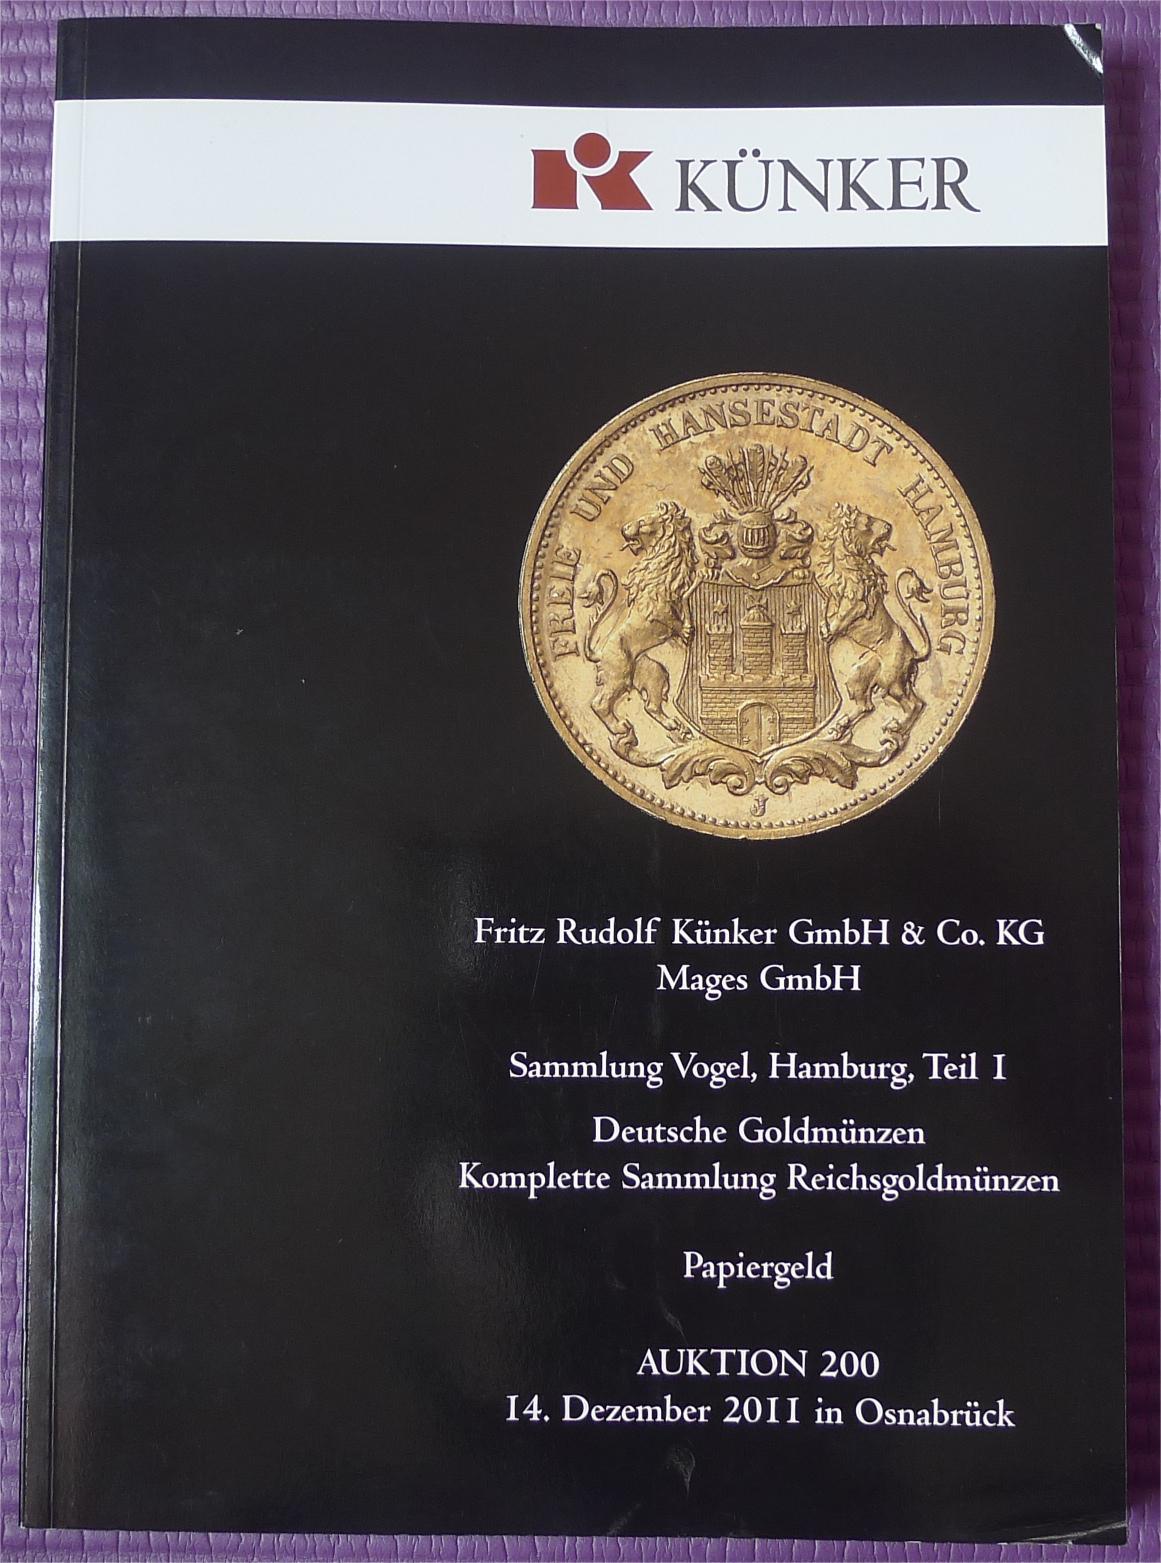 KÜNKER
FREIE UND HANSESTADT HAMBURG
J
Fritz Rudolf Künker GmbH & Co. KG
Mages GmbH
Sammlung Vogel, Hamburg, Teil I
Deutsche Goldmünzen
Komplette Sammlung Reichsgoldmünzen
Papiergeld
AUKTION 200
14. Dezember 2011 in Osnabrück